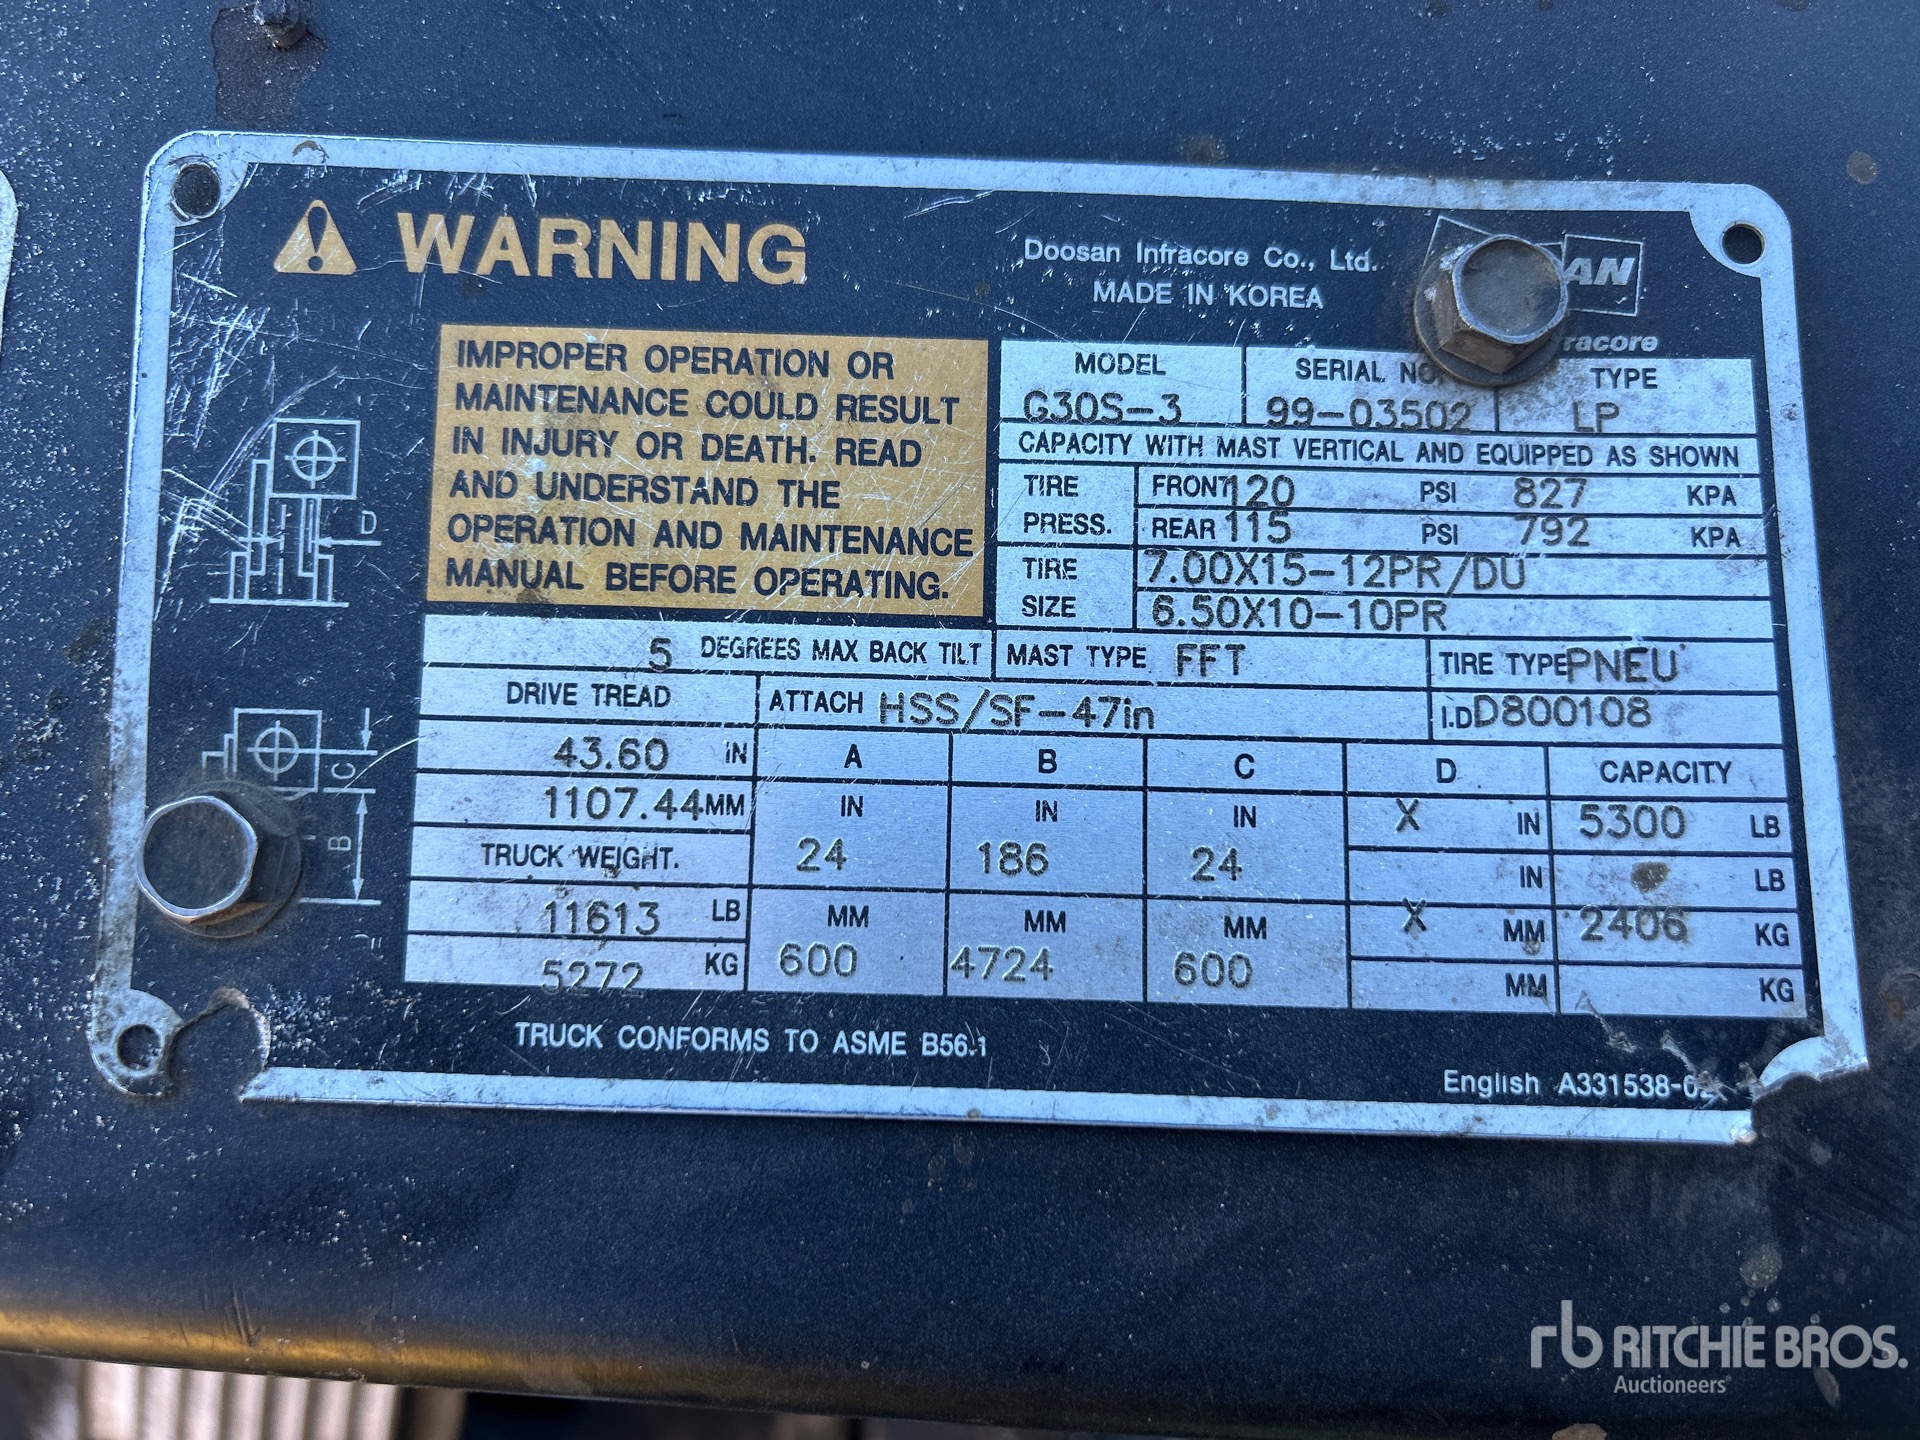 WARNING
Doosan Infracore Co., Ltd.
MADE IN KOREA
AN
racore
IMPROPER OPERATION OR
MAINTENANCE COULD RESULT
IN INJURY OR DEATH. READ
AND UNDERSTAND THE
OPERATION AND MAINTENANCE
MANUAL BEFORE OPERATING.
MODEL SERIAL NO. TYPE
G30S-3 99-03502 LP
CAPACITY WITH MAST VERTICAL AND EQUIPPED AS SHOWN
TIRE PRESS. FRONT 120 PSI 827 KPA
REAR 115 PSI 792 KPA
TIRE SIZE 7.00X15-12PR/DU
6.50X10-10PR
5 DEGREES MAX BACK TILT MAST TYPE FFT TIRE TYPE PNEU
DRIVE TREAD ATTACH HSS/SF-47in I.D D800108
43.60 IN A B C D CAPACITY
1107.44 MM IN IN IN X IN 5300 LB
TRUCK WEIGHT. 24 186 24 IN LB
11613 LB MM MM MM X MM 2406 KG
5272 KG 600 4724 600 MM KG
D
C
B
TRUCK CONFORMS TO ASME B56.1
English A331538-02
rb RITCHIE BROS.
Auctioneers